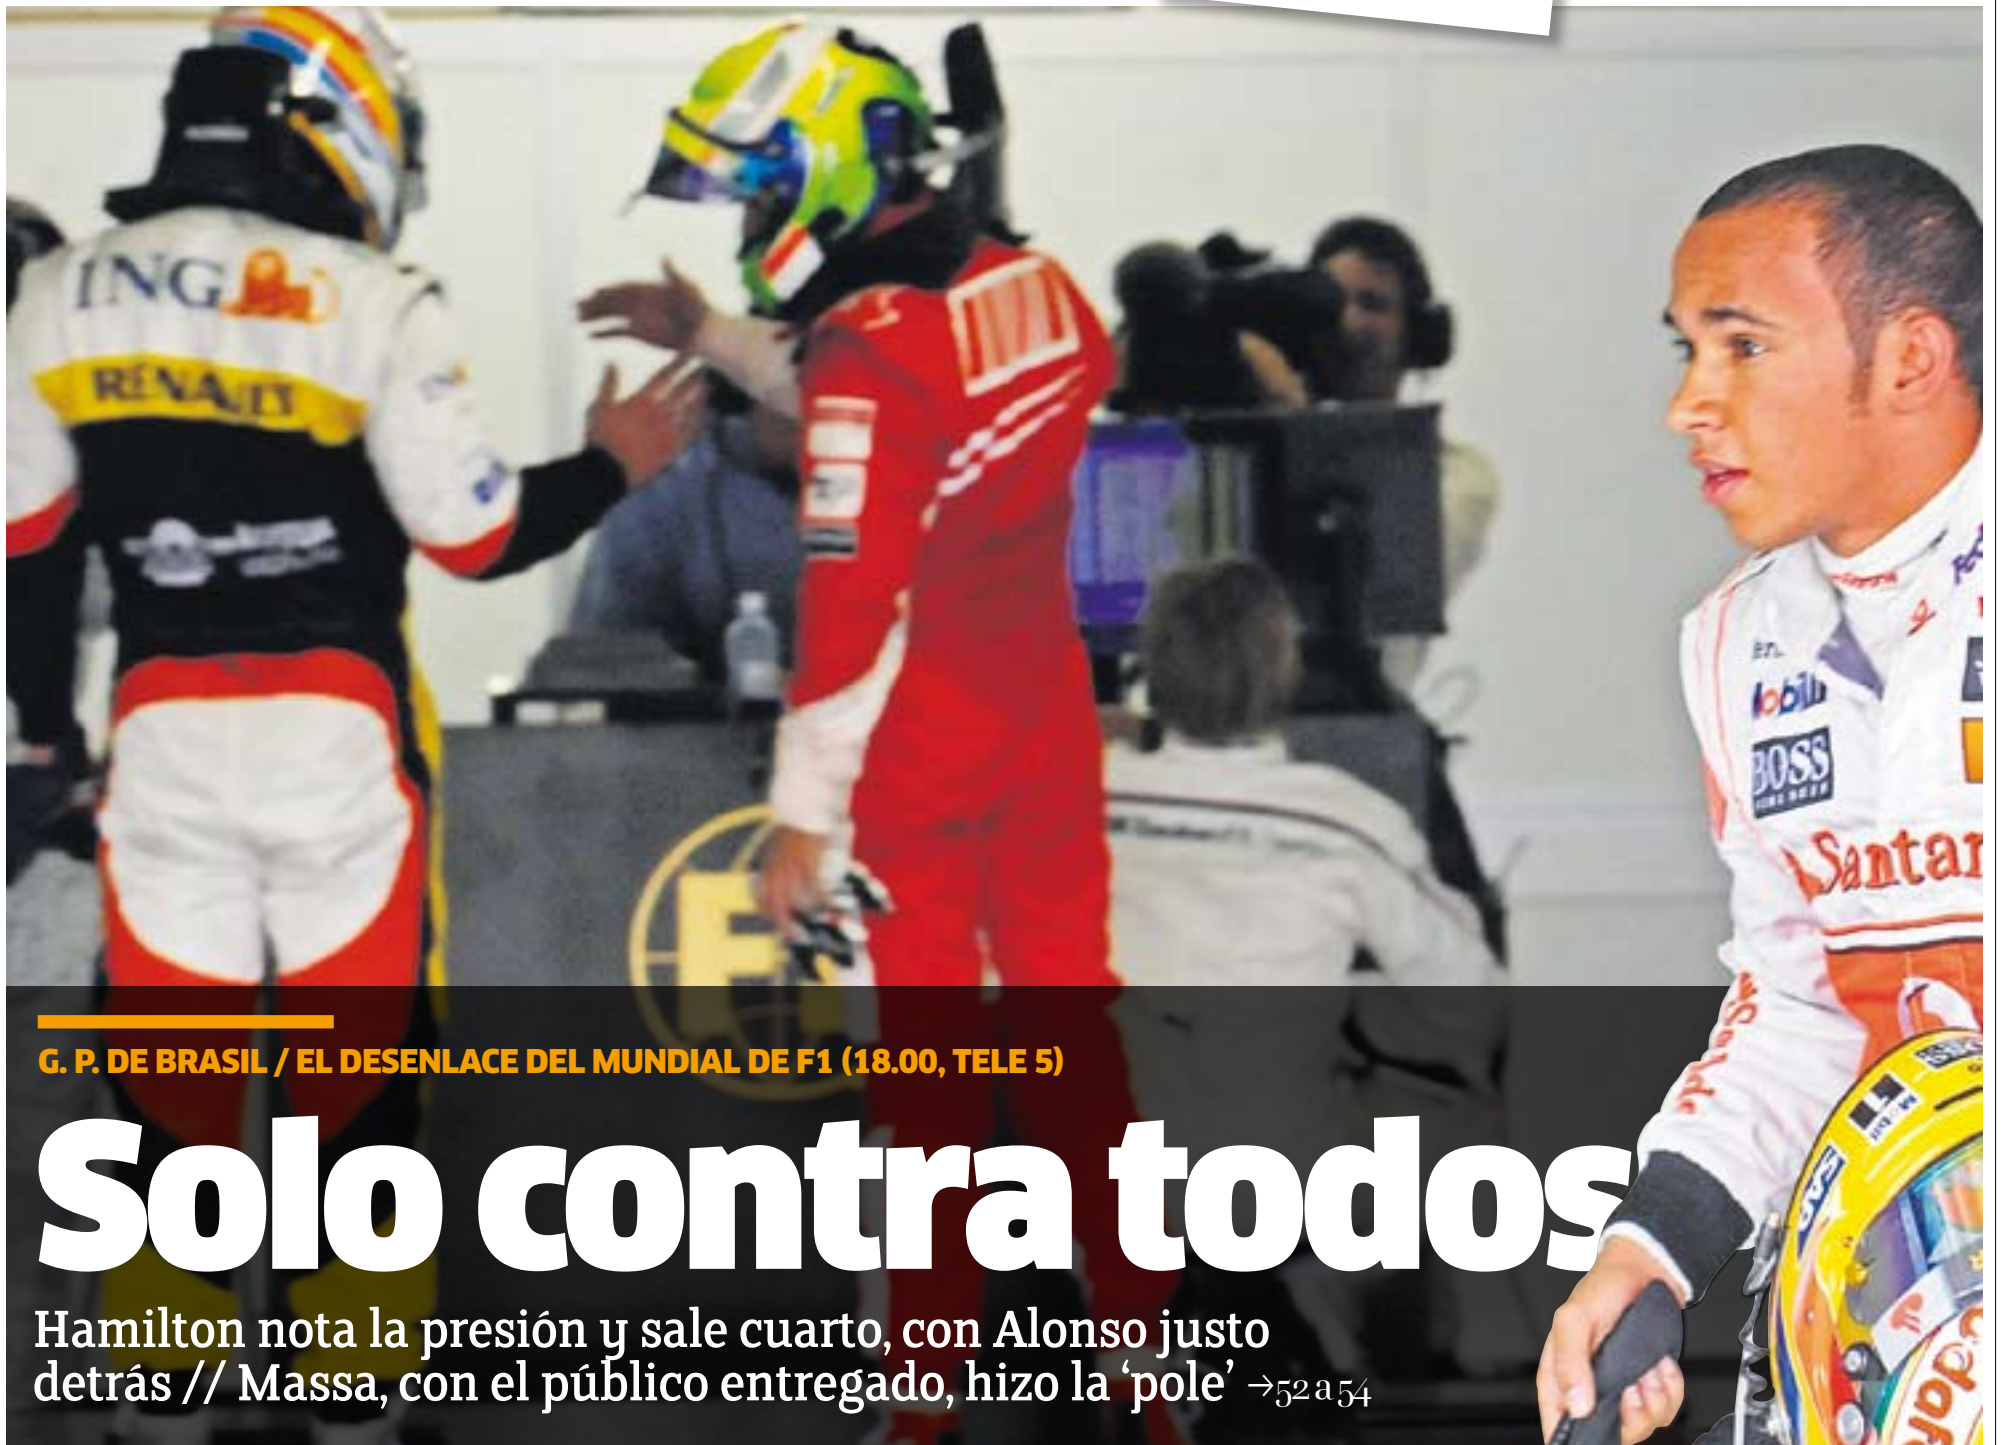 ING
RENAULT
Mobil
BOSS
Santan
G. P. DE BRASIL / EL DESENLACE DEL MUNDIAL DE F1 (18.00, TELE 5)
Solo contra todos
Hamilton nota la presión y sale cuarto, con Alonso justo
detrás // Massa, con el público entregado, hizo la ‘pole’ →52 a 54